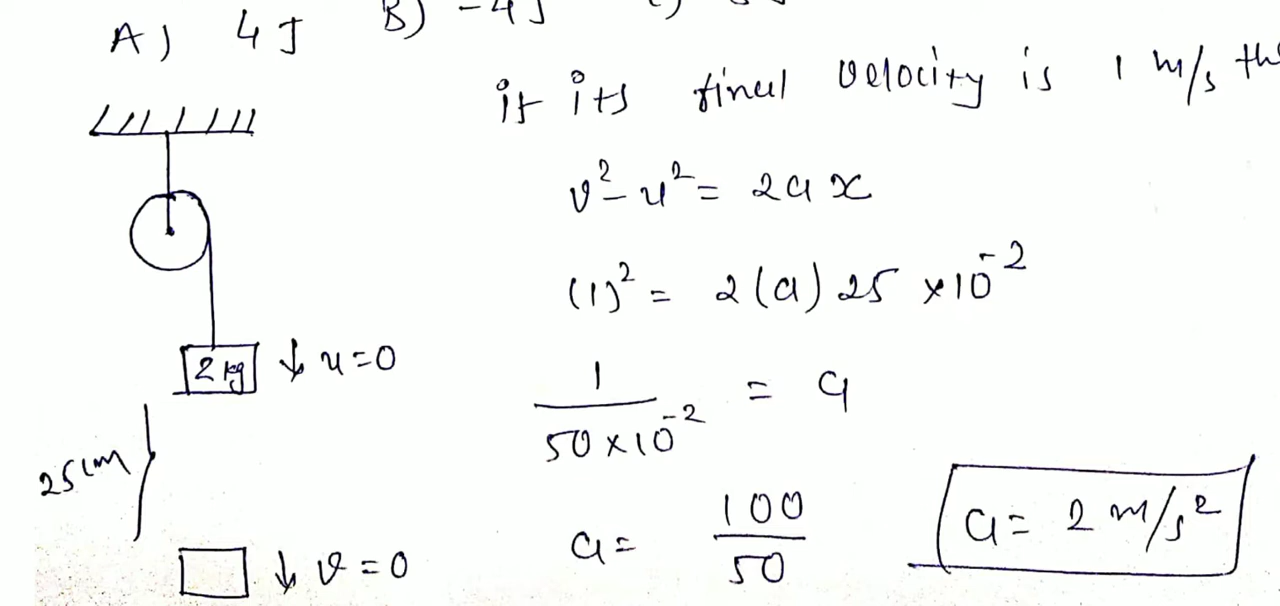 A) 4 J B) -4 J
if its final velocity is 1 m/s
v² - u² = 2ax
(1)² = 2(a) 25 × 10⁻²
2 kg ↓ u = 0
1 / 50 × 10⁻² = a
25 cm
a = 100 / 50
a = 2 m/s²
↓ v = 0